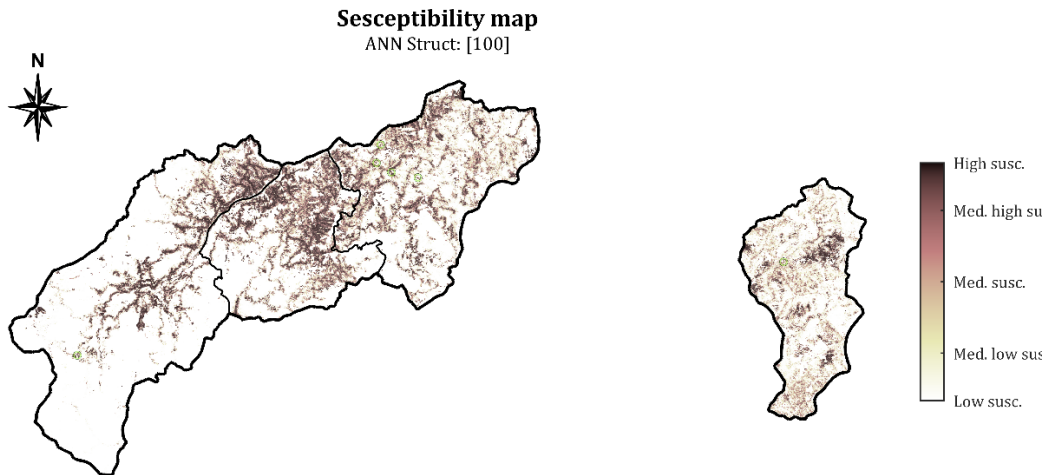 Sesceptibility map
ANN Struct: [100]
N
High susc.
Med. high su
Med. susc.
Med. low sus
Low susc.